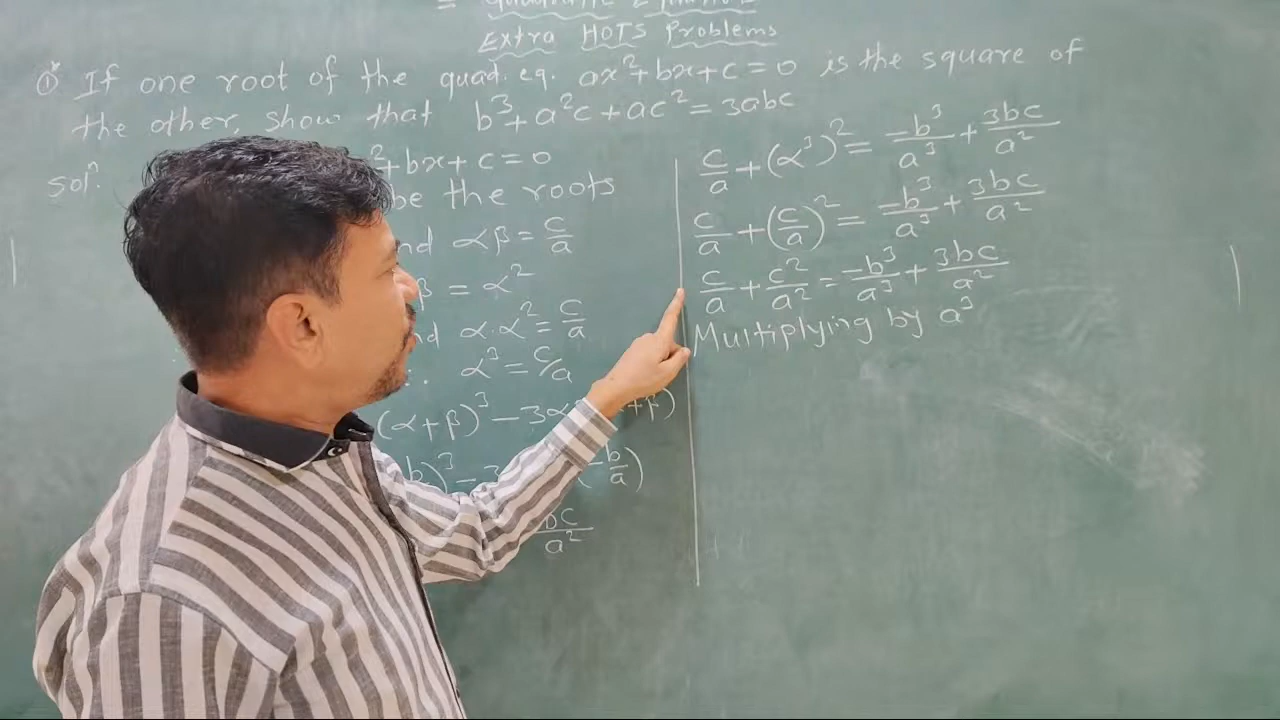 Extra HOTS Problems
① If one root of the quad. eq. ax²+bx+c=0 is the square of
the other show that b³+a²c+ac²=3abc
Solⁿ. ²+bx+c=0
be the roots
αβ = c/a
β = α²
α·α² = c/a
∴ α³ = c/a
(α+β)³ − 3α +β)
b)³ − (−b/a)
bc/a²
c/a + (α³)² = −b³/a³ + 3bc/a²
c/a + (c/a)² = −b³/a³ + 3bc/a²
c/a + c²/a² = −b³/a³ + 3bc/a²
Multiplying by a³